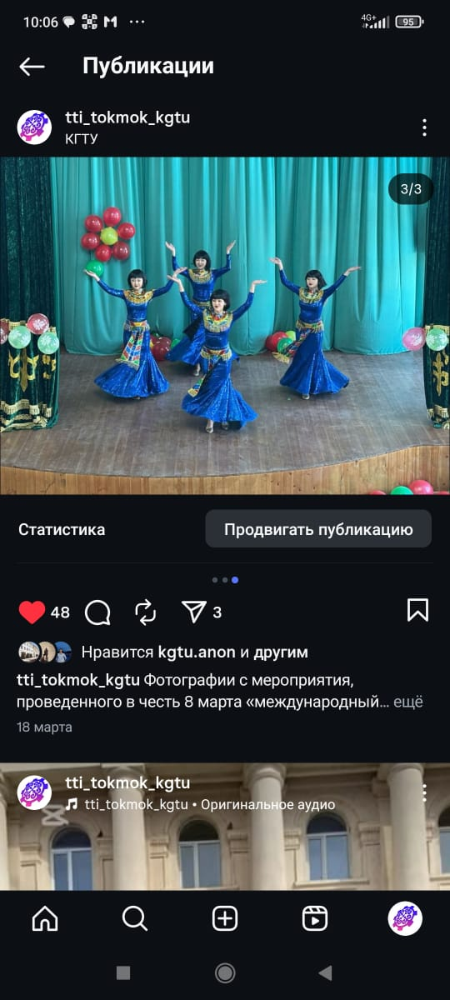 10:06
4G+
95
Публикации
tti_tokmok_kgtu
КГТУ
3/3
Статистика
Продвигать публикацию
48
3
Нравится kgtu.anon и другим
tti_tokmok_kgtu Фотографии с мероприятия,
проведенного в честь 8 марта «международный... ещё
18 марта
tti_tokmok_kgtu
tti_tokmok_kgtu • Оригинальное аудио